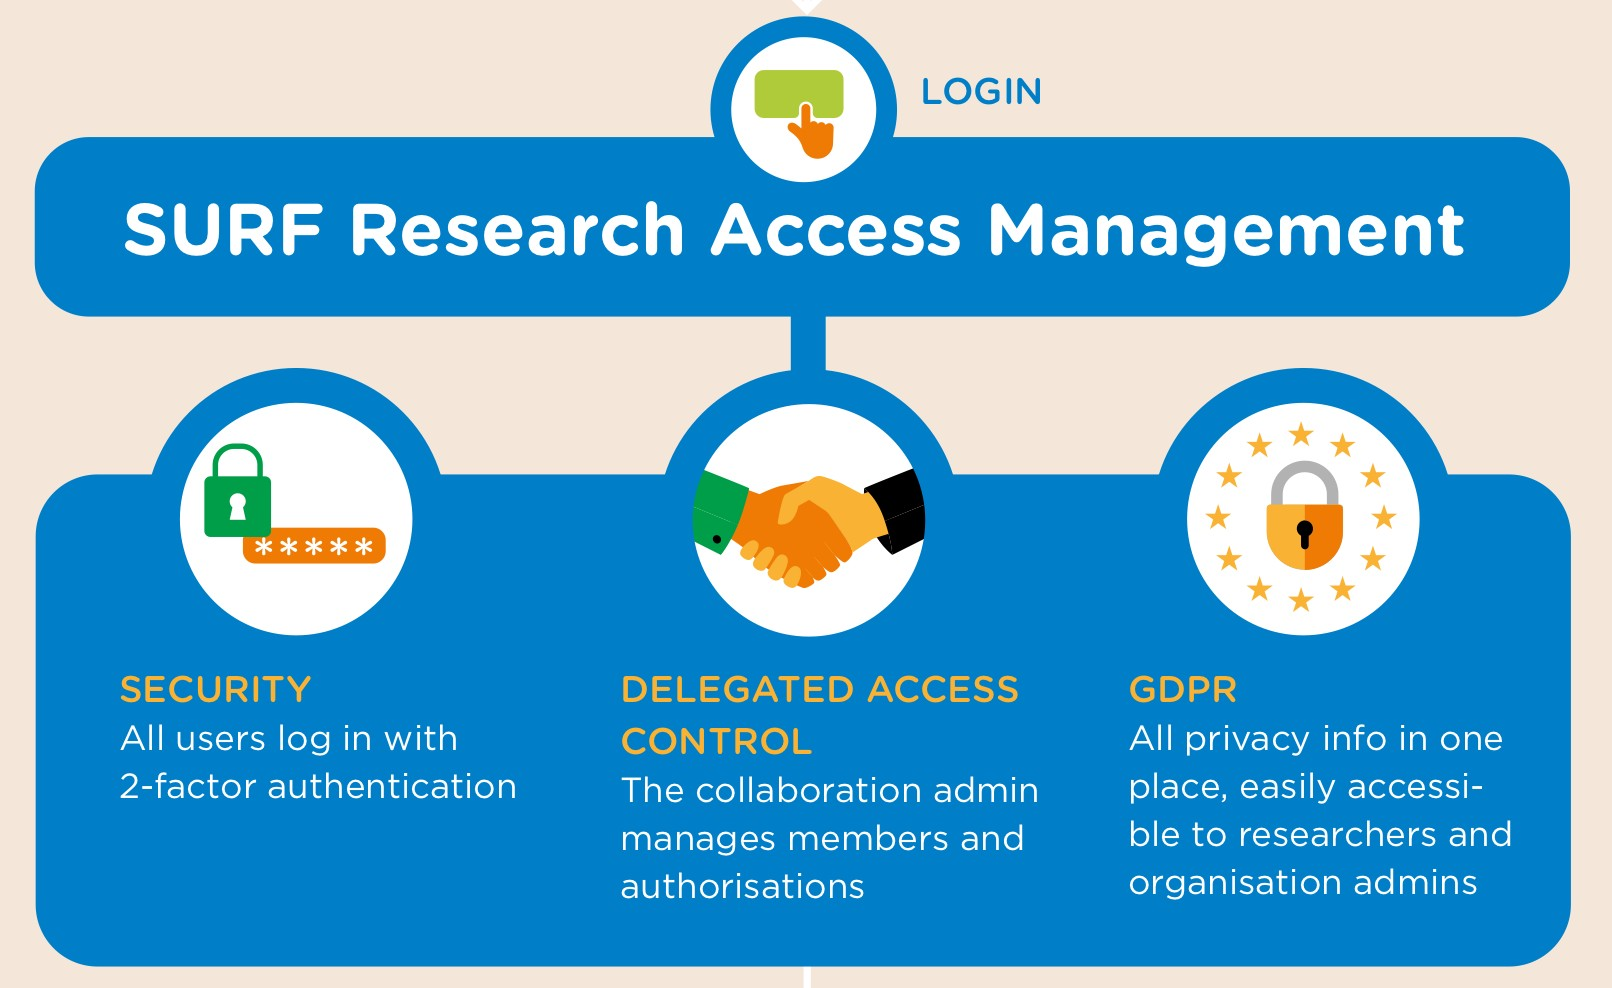 LOGIN
SURF Research Access Management
*****
SECURITY
All users log in with
2-factor authentication
DELEGATED ACCESS
CONTROL
The collaboration admin
manages members and
authorisations
GDPR
All privacy info in one
place, easily accessi-
ble to researchers and
organisation admins